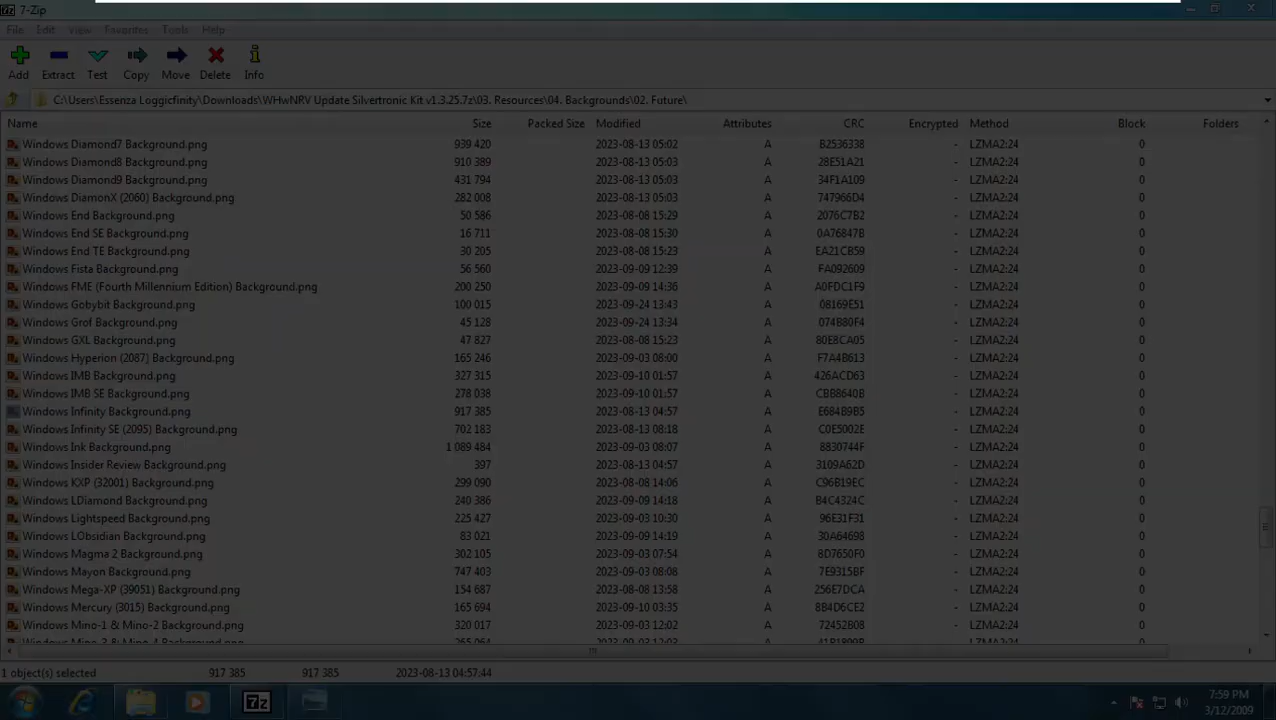 7-Zip
File Edit View Favorites Tools Help
Add Extract Test Copy Move Delete Info
C:\Users\Essenza Loggicfinity\Downloads\WHwNRV Update Silvertronic Kit v1.3.25.7z\03. Resources\04. Backgrounds\02. Future\
Name Size Packed Size Modified Attributes CRC Encrypted Method Block Folders
Windows Diamond7 Background.png 939 420 2023-08-13 05:02 A B2536338 - LZMA2:24 0
Windows Diamond8 Background.png 910 389 2023-08-13 05:03 A 28E51A21 - LZMA2:24 0
Windows Diamond9 Background.png 431 794 2023-08-13 05:03 A 34F1A109 - LZMA2:24 0
Windows DiamonX (2060) Background.png 282 008 2023-08-13 05:03 A 747966D4 - LZMA2:24 0
Windows End Background.png 50 586 2023-08-08 15:29 A 2076C7B2 - LZMA2:24 0
Windows End SE Background.png 16 711 2023-08-08 15:30 A 0A76847B - LZMA2:24 0
Windows End TE Background.png 30 205 2023-08-08 15:23 A EA21CB59 - LZMA2:24 0
Windows Fista Background.png 56 560 2023-09-09 12:39 A FA092609 - LZMA2:24 0
Windows FME (Fourth Millennium Edition) Background.png 200 250 2023-09-09 14:36 A A0FDC1F9 - LZMA2:24 0
Windows Gobybit Background.png 100 015 2023-09-24 13:43 A 08169E51 - LZMA2:24 0
Windows Grof Background.png 45 128 2023-09-24 13:34 A 074B80F4 - LZMA2:24 0
Windows GXL Background.png 47 827 2023-08-08 15:23 A 80E8CA05 - LZMA2:24 0
Windows Hyperion (2087) Background.png 165 246 2023-09-03 08:00 A F7A4B613 - LZMA2:24 0
Windows IMB Background.png 327 315 2023-09-10 01:57 A 426ACD63 - LZMA2:24 0
Windows IMB SE Background.png 278 038 2023-09-10 01:57 A CBB8640B - LZMA2:24 0
Windows Infinity Background.png 917 385 2023-08-13 04:57 A E684B9B5 - LZMA2:24 0
Windows Infinity SE (2095) Background.png 702 183 2023-08-13 08:18 A C0E5002E - LZMA2:24 0
Windows Ink Background.png 1 089 484 2023-09-03 08:07 A 8830744F - LZMA2:24 0
Windows Insider Review Background.png 397 2023-08-13 04:57 A 3109A62D - LZMA2:24 0
Windows KXP (32001) Background.png 299 090 2023-08-08 14:06 A C96B19EC - LZMA2:24 0
Windows LDiamond Background.png 240 386 2023-09-09 14:18 A B4C4324C - LZMA2:24 0
Windows Lightspeed Background.png 225 427 2023-09-03 10:30 A 96E31F31 - LZMA2:24 0
Windows LObsidian Background.png 83 021 2023-09-09 14:19 A 30A64698 - LZMA2:24 0
Windows Magma 2 Background.png 302 105 2023-09-03 07:54 A 8D7650F0 - LZMA2:24 0
Windows Mayon Background.png 747 403 2023-09-03 08:08 A 7E9315BF - LZMA2:24 0
Windows Mega-XP (39051) Background.png 154 687 2023-08-08 13:58 A 256E7DCA - LZMA2:24 0
Windows Mercury (3015) Background.png 165 694 2023-09-10 03:35 A 8B4D6CE2 - LZMA2:24 0
Windows Mino-1 & Mino-2 Background.png 320 017 2023-09-03 12:02 A 72452B08 - LZMA2:24 0
Windows Mino-3 & Mino-4 Background.png 265 064 2023-09-03 12:03 A 41B1899B - LZMA2:24 0
1 object(s) selected 917 385 917 385 2023-08-13 04:57:44
7z
7:59 PM
3/12/2009